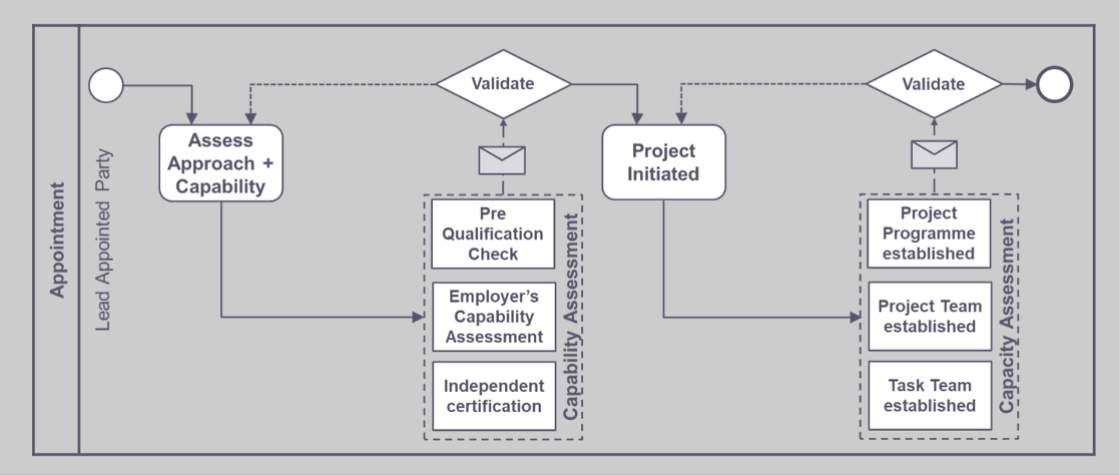 Appointment
Lead Appointed Party
Assess
Approach +
Capability
Validate
Pre
Qualification
Check
Employer’s
Capability
Assessment
Independent
certification
Capability Assessment
Project
Initiated
Validate
Project
Programme
established
Project Team
established
Task Team
established
Capacity Assessment